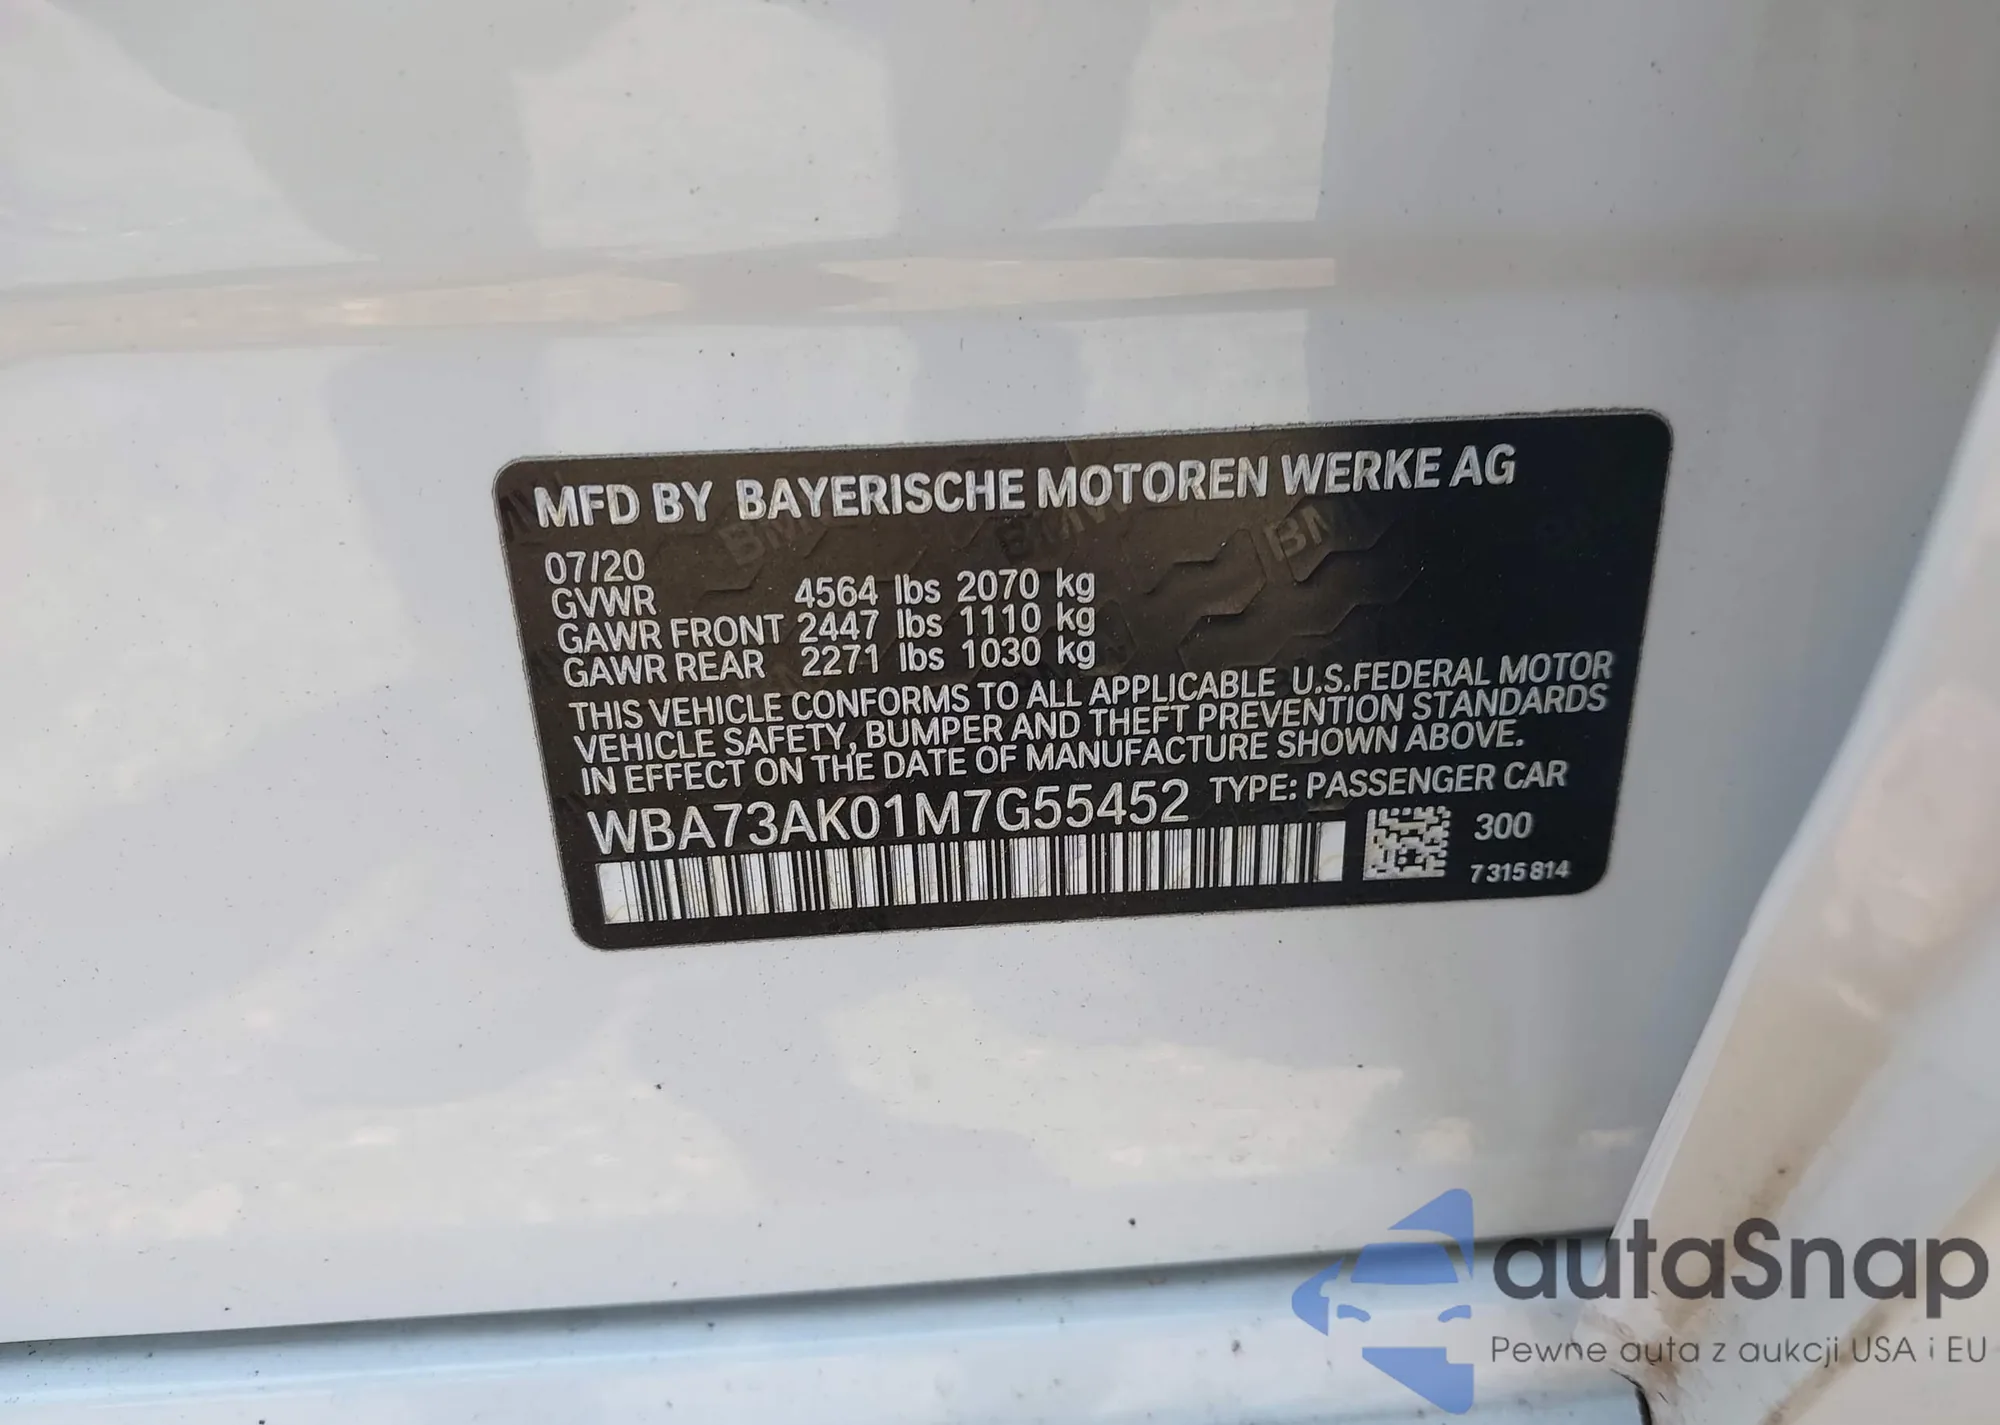 MFD BY BAYERISCHE MOTOREN WERKE AG
07/20
GVWR 4564 lbs 2070 kg
GAWR FRONT 2447 lbs 1110 kg
GAWR REAR 2271 lbs 1030 kg
THIS VEHICLE CONFORMS TO ALL APPLICABLE U.S.FEDERAL MOTOR
VEHICLE SAFETY, BUMPER AND THEFT PREVENTION STANDARDS
IN EFFECT ON THE DATE OF MANUFACTURE SHOWN ABOVE.
WBA73AK01M7G55452 TYPE: PASSENGER CAR
300
7315814
autaSnap
Pewne auta z aukcji USA i EU